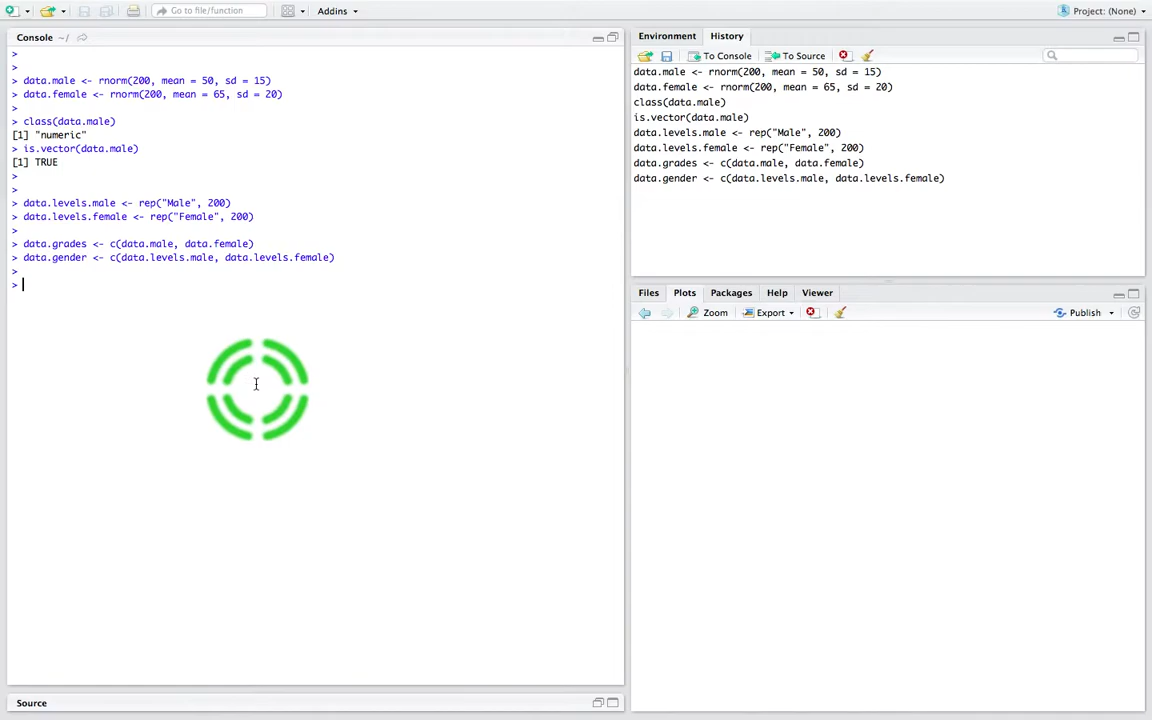 Go to file/function
Addins
Project: (None)
Console ~/
>
>
> data.male <- rnorm(200, mean = 50, sd = 15)
> data.female <- rnorm(200, mean = 65, sd = 20)
>
> class(data.male)
[1] "numeric"
> is.vector(data.male)
[1] TRUE
>
>
> data.levels.male <- rep("Male", 200)
> data.levels.female <- rep("Female", 200)
>
> data.grades <- c(data.male, data.female)
> data.gender <- c(data.levels.male, data.levels.female)
>
>
Source
Environment History
To Console To Source
data.male <- rnorm(200, mean = 50, sd = 15)
data.female <- rnorm(200, mean = 65, sd = 20)
class(data.male)
is.vector(data.male)
data.levels.male <- rep("Male", 200)
data.levels.female <- rep("Female", 200)
data.grades <- c(data.male, data.female)
data.gender <- c(data.levels.male, data.levels.female)
Files Plots Packages Help Viewer
Zoom Export Publish